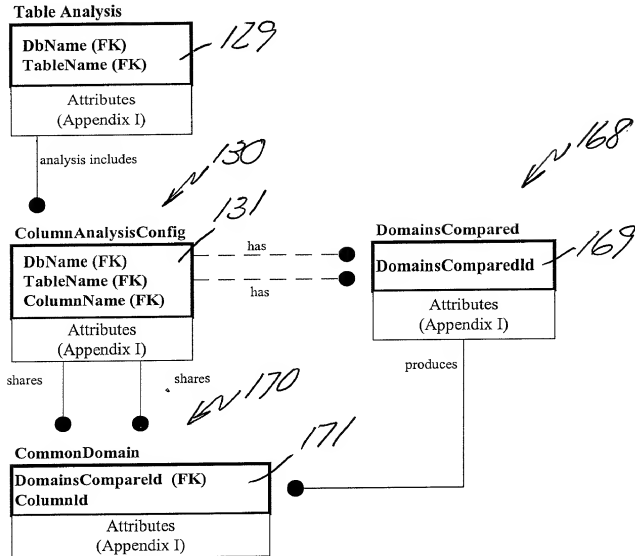 Table Analysis
DbName (FK)
TableName (FK)
129
Attributes
(Appendix I)
analysis includes
130
168
ColumnAnalysisConfig
131
DbName (FK)
TableName (FK)
ColumnName (FK)
has
has
DomainsCompared
DomainsComparedId
169
Attributes
(Appendix I)
Attributes
(Appendix I)
shares
shares
produces
170
CommonDomain
171
DomainsCompareId (FK)
ColumnId
Attributes
(Appendix I)